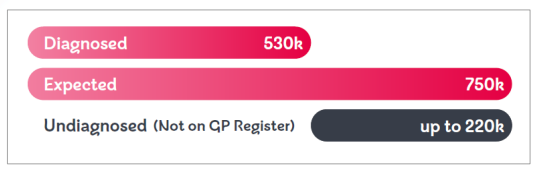 Diagnosed 530k
Expected 750k
Undiagnosed (Not on GP Register) up to 220k